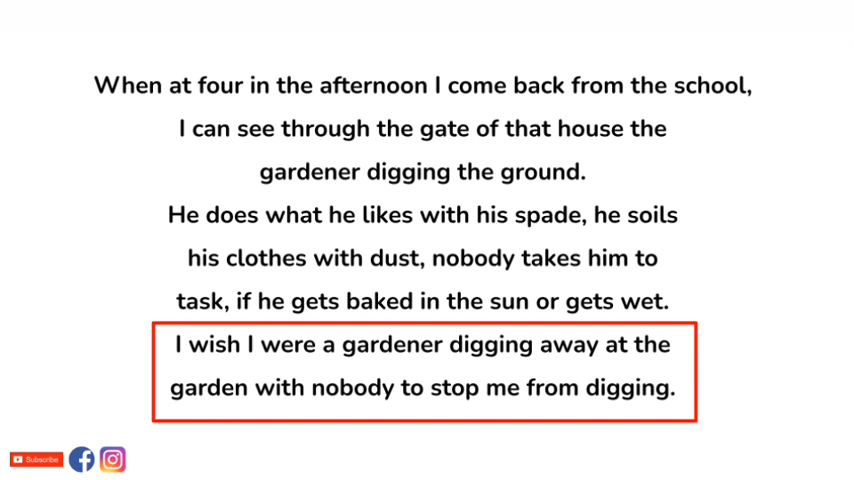 When at four in the afternoon I come back from the school,
I can see through the gate of that house the
gardener digging the ground.
He does what he likes with his spade, he soils
his clothes with dust, nobody takes him to
task, if he gets baked in the sun or gets wet.
I wish I were a gardener digging away at the
garden with nobody to stop me from digging.
Subscribe